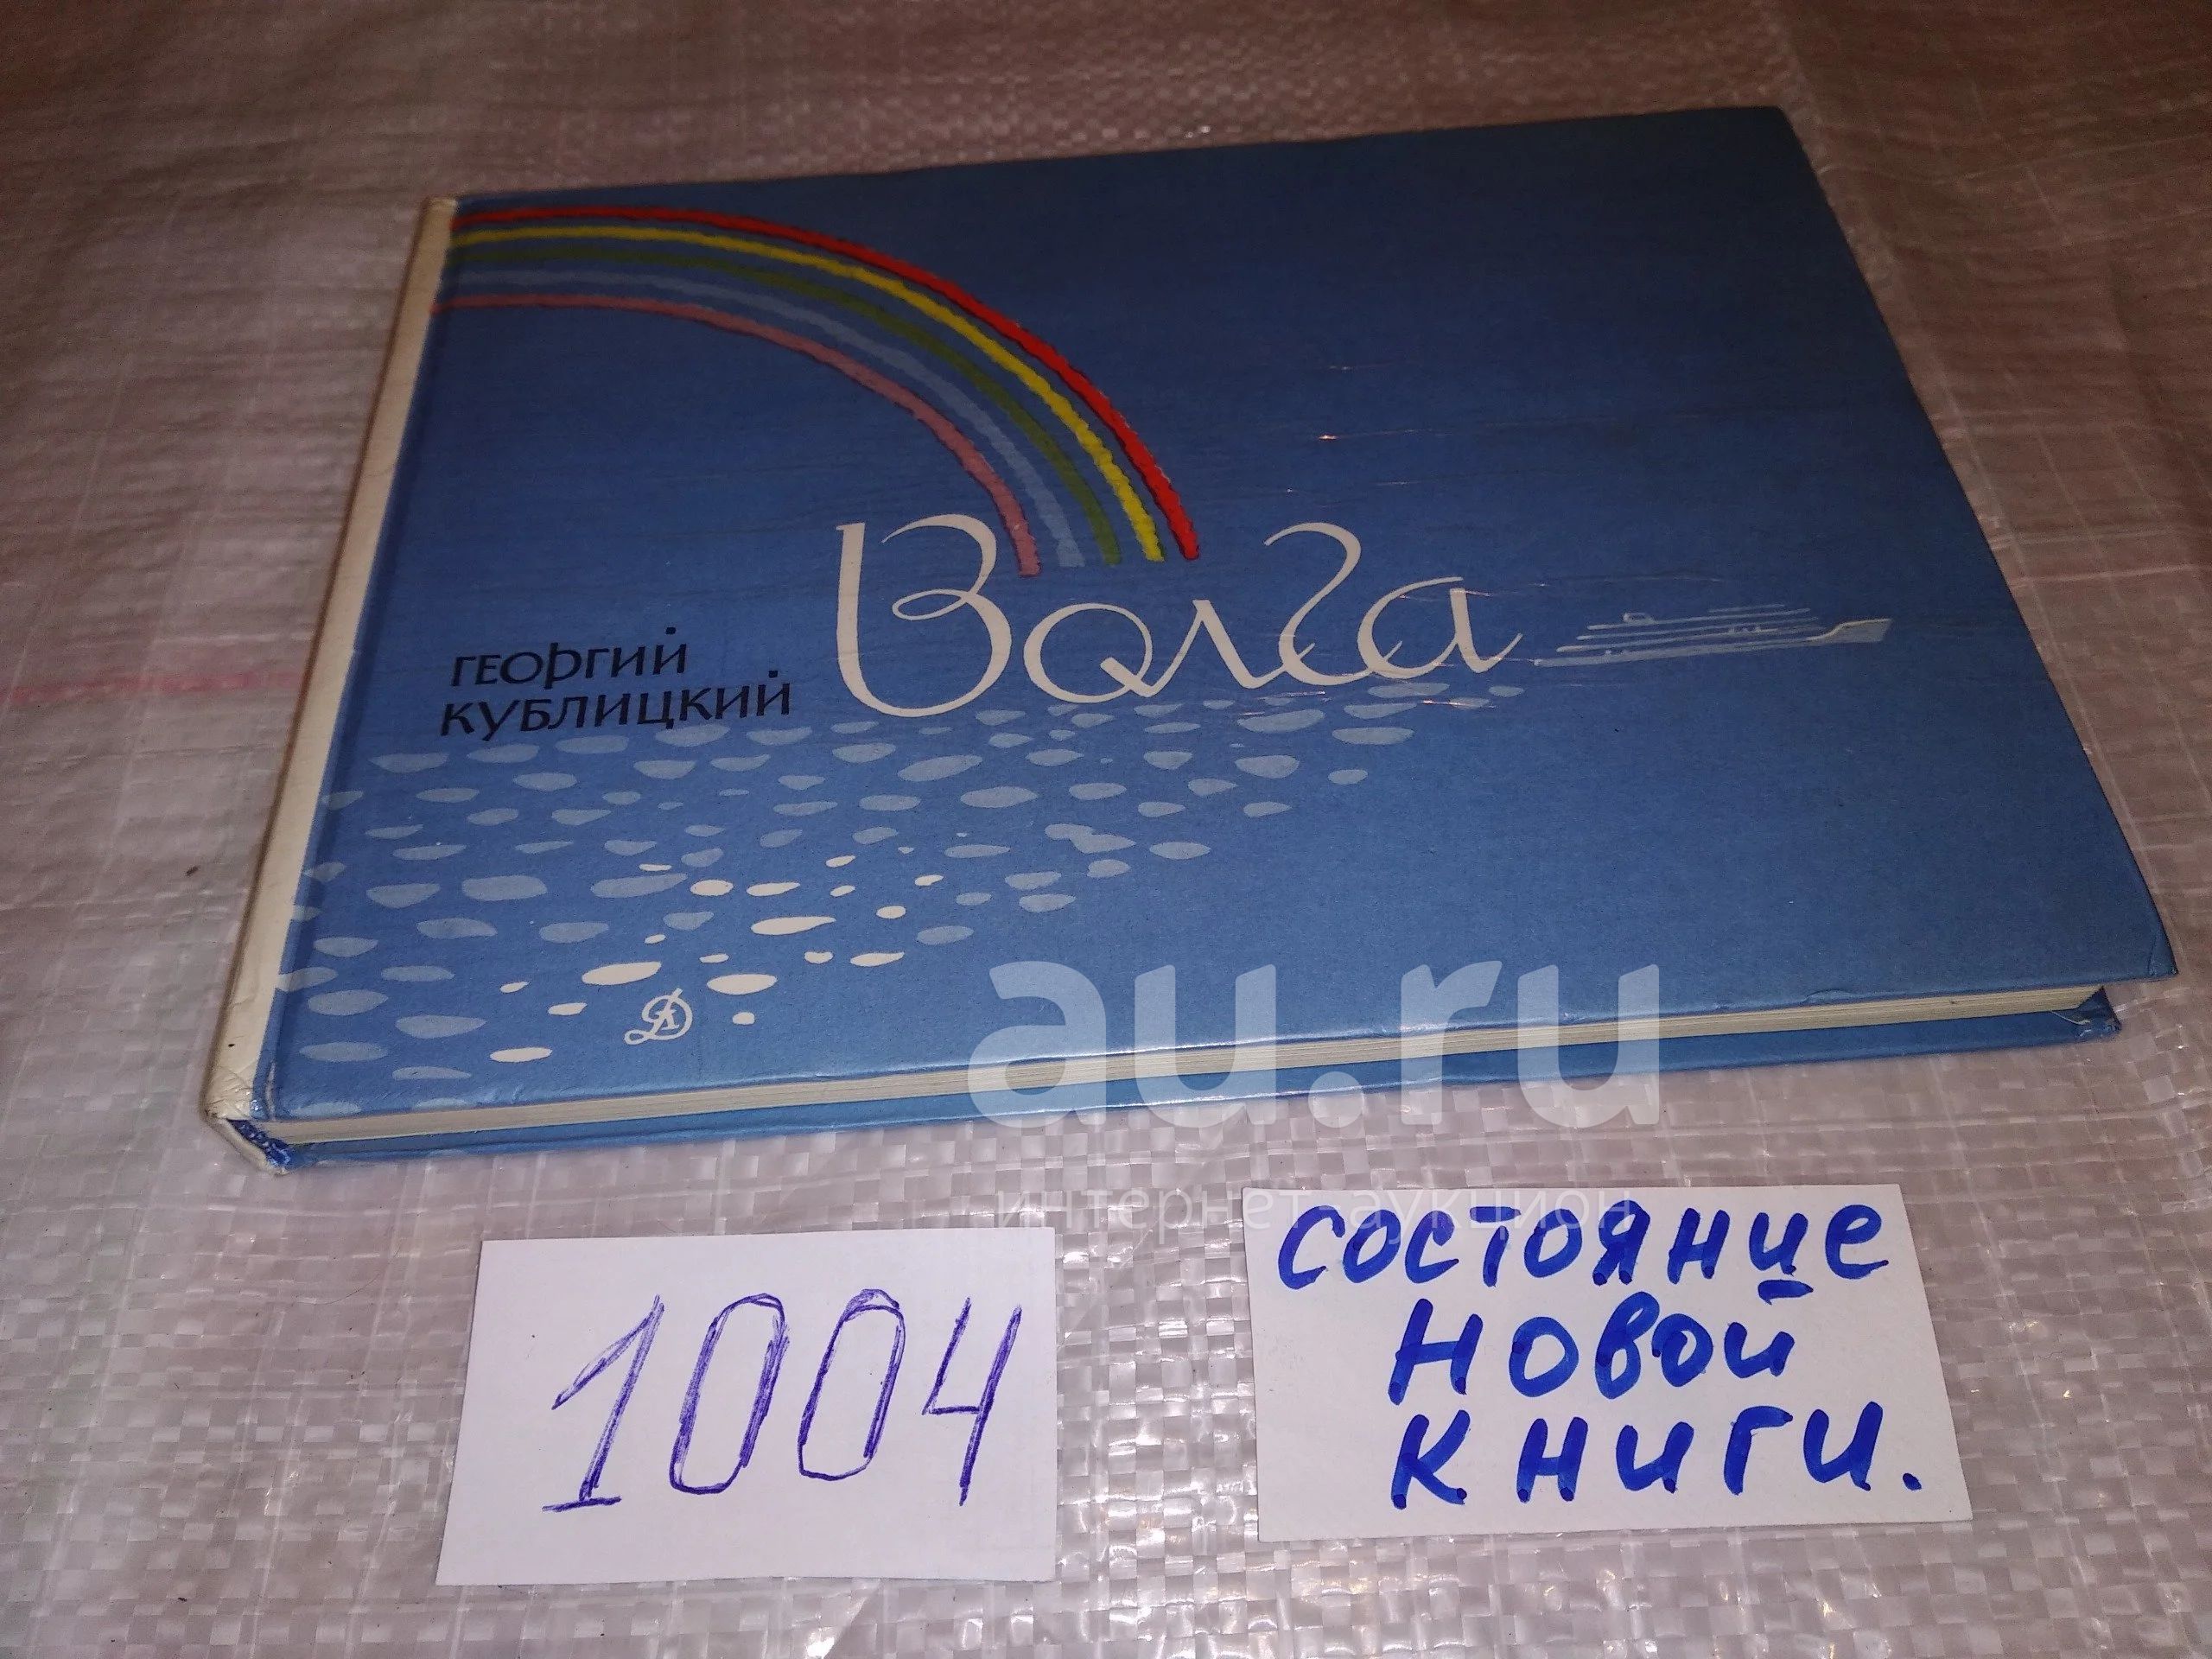 Волга
ГЕОРГИЙ
КУБЛИЦКИЙ
au.ru
интернет-аукцион
1004
состояние
новой
книги.